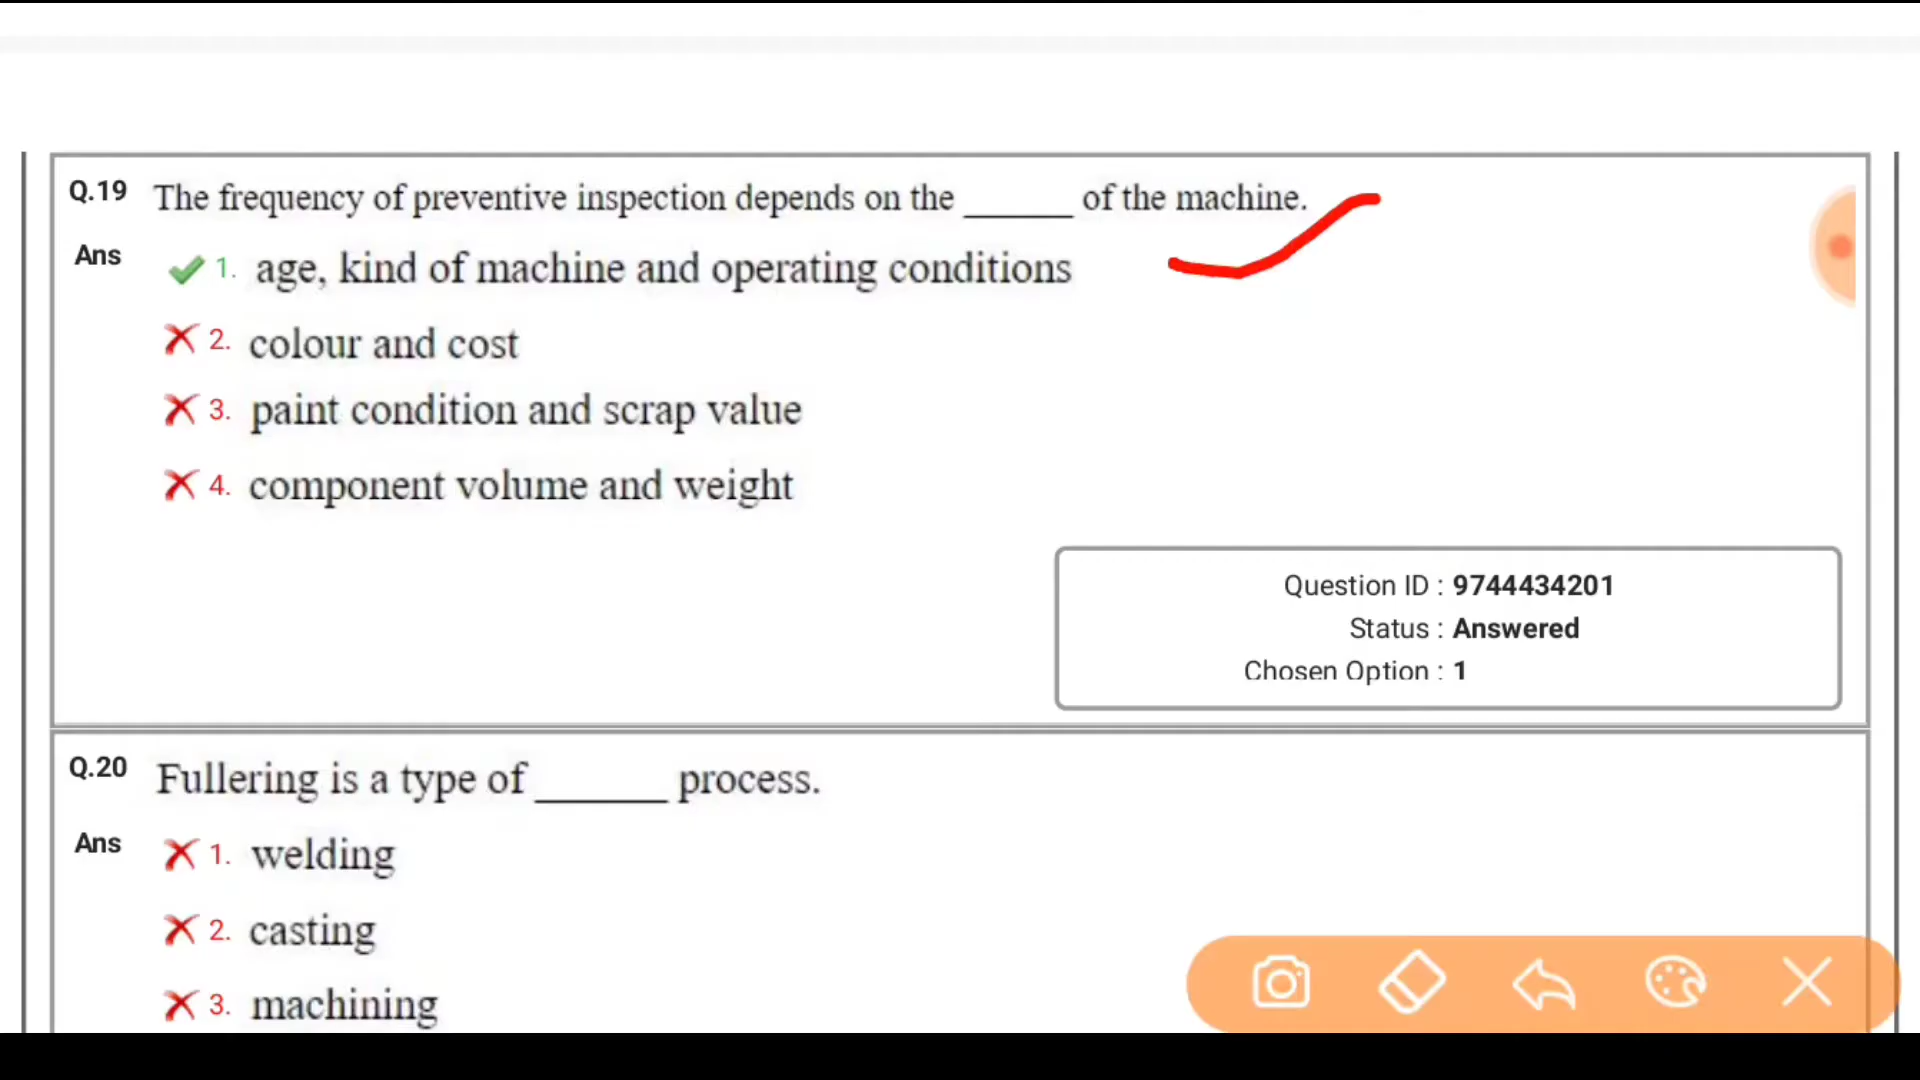 Q.19 The frequency of preventive inspection depends on the ______ of the machine.
Ans 1. age, kind of machine and operating conditions
2. colour and cost
3. paint condition and scrap value
4. component volume and weight
Question ID : 9744434201
Status : Answered
Chosen Option : 1
Q.20 Fullering is a type of ______ process.
Ans 1. welding
2. casting
3. machining